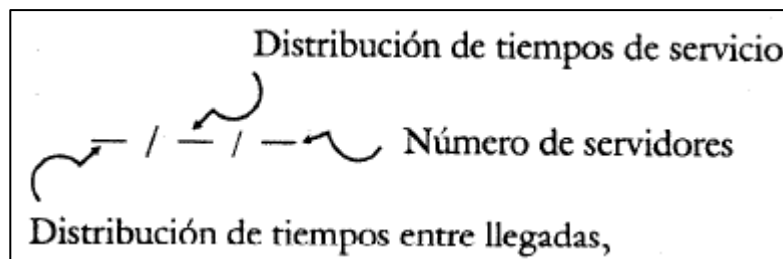 Distribución de tiempos de servicio
— / — / —
Número de servidores
Distribución de tiempos entre llegadas,